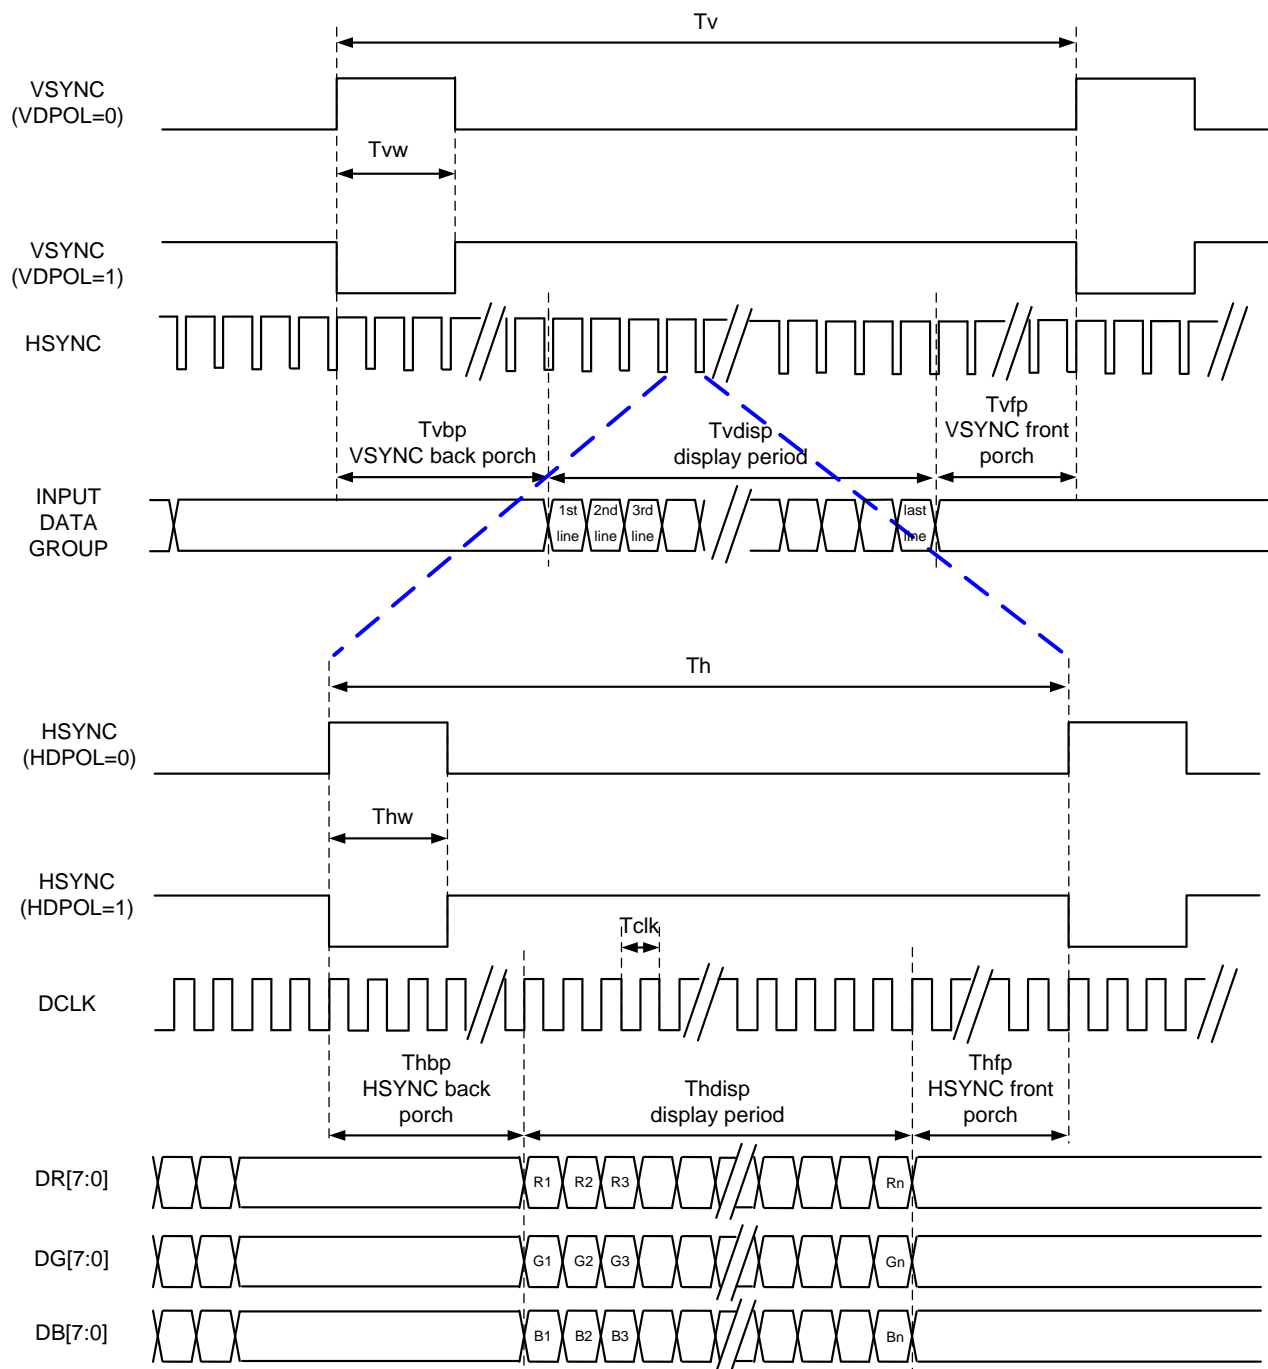 Tv
VSYNC
(VDPOL=0)
Tvw
VSYNC
(VDPOL=1)
HSYNC
Tvbp
VSYNC back porch
Tvdisp
display period
Tvfp
VSYNC front
porch
INPUT
DATA
GROUP
1st
line
2nd
line
3rd
line
last
line
Th
HSYNC
(HDPOL=0)
Thw
HSYNC
(HDPOL=1)
Tclk
DCLK
Thbp
HSYNC back
porch
Thdisp
display period
Thfp
HSYNC front
porch
DR[7:0]
R1
R2
R3
Rn
DG[7:0]
G1
G2
G3
Gn
DB[7:0]
B1
B2
B3
Bn